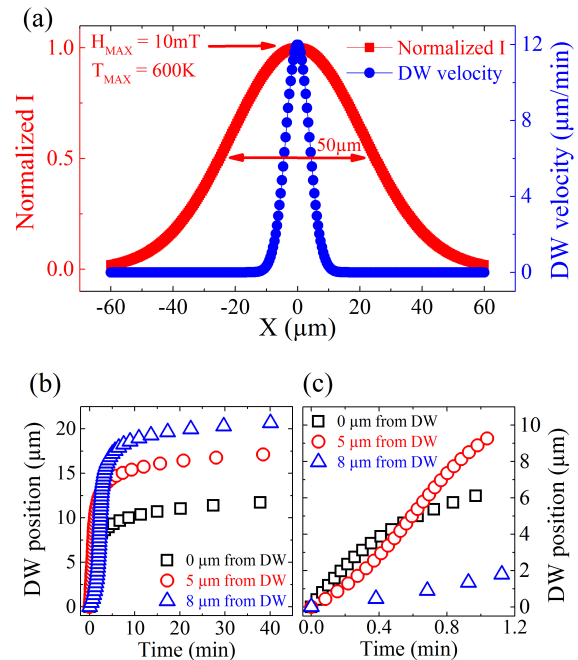 (a)
H_MAX = 10mT
T_MAX = 600K
Normalized I
DW velocity
50µm
1.0
0.5
0.0
Normalized I
12
10
8
6
4
2
0
DW velocity (µm/min)
-60 -40 -20 0 20 40 60
X (µm)
(b)
20
15
10
5
0
DW position (µm)
0 µm from DW
5 µm from DW
8 µm from DW
0 10 20 30 40
Time (min)
(c)
0 µm from DW
5 µm from DW
8 µm from DW
10
8
6
4
2
0
DW position (µm)
0.0 0.4 0.8 1.2
Time (min)